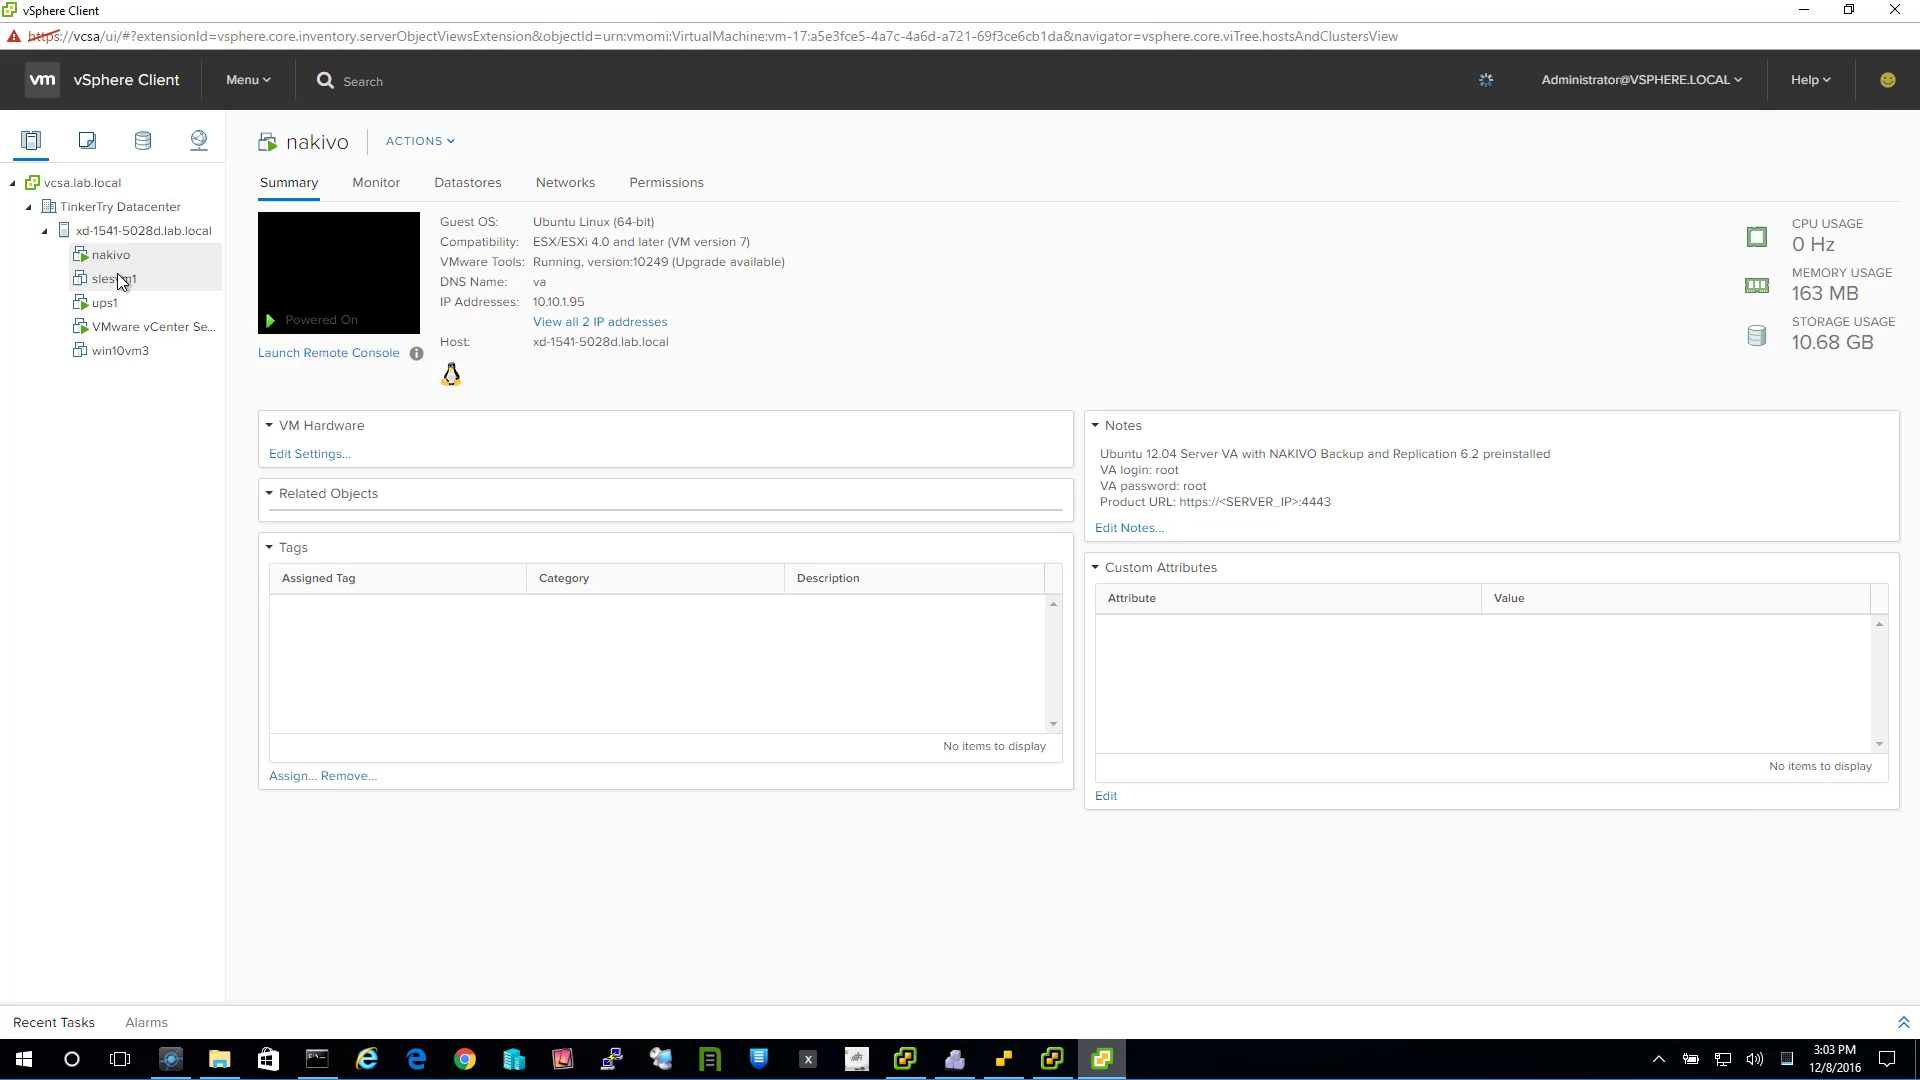 vSphere Client
https://vcsa/ui/#?extensionId=vsphere.core.inventory.serverObjectViewsExtension&objectId=urn:vmomi:VirtualMachine:vm-17:a5e3fce5-4a7c-4a6d-a721-69f3ce6cb1da&navigator=vsphere.core.viTree.hostsAndClustersView
vm vSphere Client Menu Search Administrator@VSPHERE.LOCAL Help
nakivo ACTIONS
Summary Monitor Datastores Networks Permissions
vcsa.lab.local
TinkerTry Datacenter
xd-1541-5028d.lab.local
nakivo
ups1
VMware vCenter Se...
win10vm3
Powered On
Launch Remote Console
Guest OS: Ubuntu Linux (64-bit)
Compatibility: ESX/ESXi 4.0 and later (VM version 7)
VMware Tools: Running, version:10249 (Upgrade available)
DNS Name: va
IP Addresses: 10.10.1.95
View all 2 IP addresses
Host: xd-1541-5028d.lab.local
CPU USAGE
0 Hz
MEMORY USAGE
163 MB
STORAGE USAGE
10.68 GB
VM Hardware
Edit Settings...
Related Objects
Tags
Assigned Tag Category Description
No items to display
Assign... Remove...
Notes
Ubuntu 12.04 Server VA with NAKIVO Backup and Replication 6.2 preinstalled
VA login: root
VA password: root
Product URL: https://<SERVER_IP>:4443
Edit Notes...
Custom Attributes
Attribute Value
No items to display
Edit
Recent Tasks Alarms
3:03 PM
12/8/2016